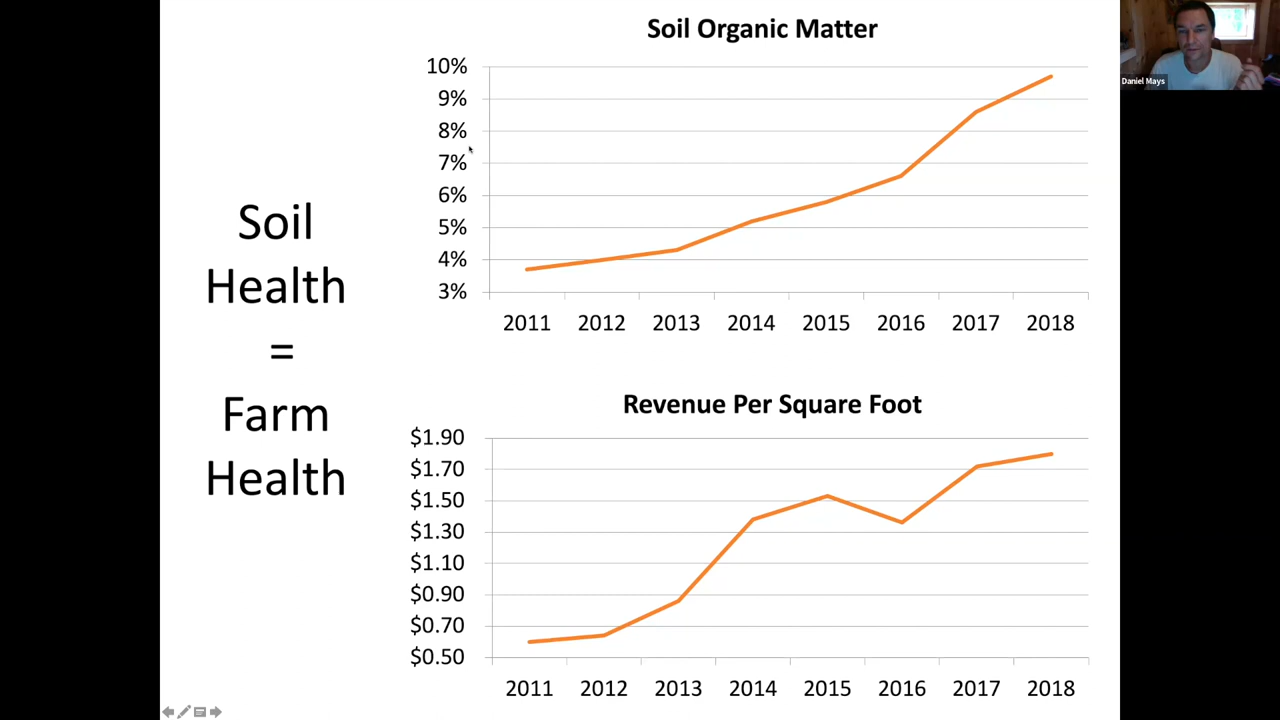 Soil Organic Matter
10%
9%
8%
7%
6%
5%
4%
3%
2011 2012 2013 2014 2015 2016 2017 2018
Soil
Health
=
Farm
Health
Revenue Per Square Foot
$1.90
$1.70
$1.50
$1.30
$1.10
$0.90
$0.70
$0.50
2011 2012 2013 2014 2015 2016 2017 2018
Daniel Mays